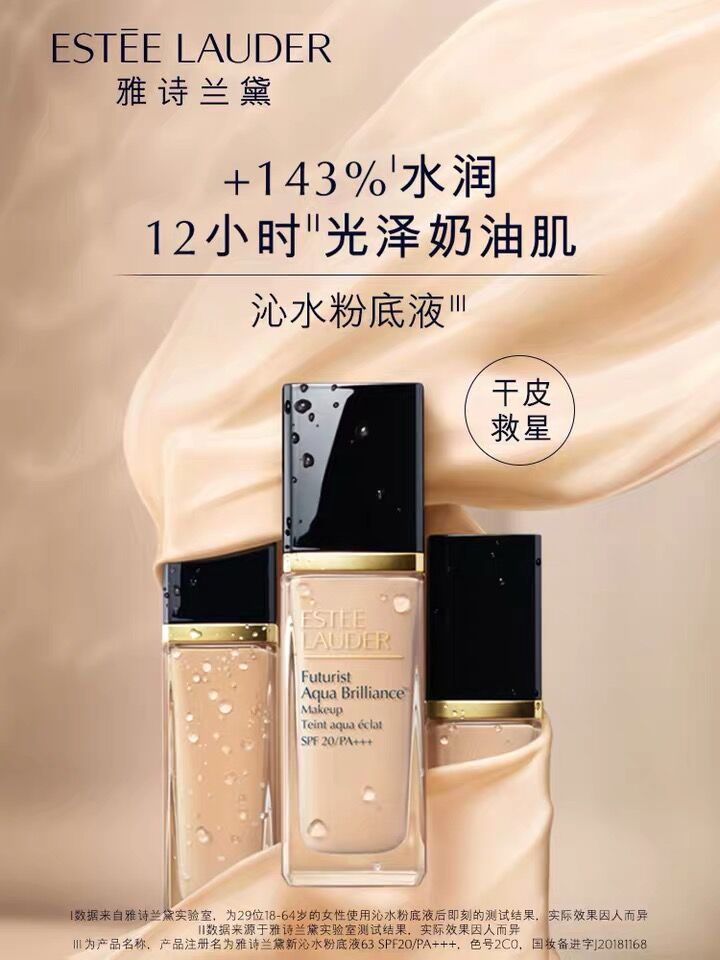 ESTĒE LAUDER
雅诗兰黛
+143%I水润
12小时II光泽奶油肌
沁水粉底液III
干皮
救星
ESTĒE
LAUDER
Futurist
Aqua Brilliance™
Makeup
Teint aqua éclat
SPF 20/PA+++
I数据来自雅诗兰黛实验室，为29位18-64岁的女性使用沁水粉底液后即刻的测试结果，实际效果因人而异
II数据来源于雅诗兰黛实验室测试结果，实际效果因人而异
III为产品名称，产品注册名为雅诗兰黛新沁水粉底液63 SPF20/PA+++，色号2C0，国妆备进字J20181168